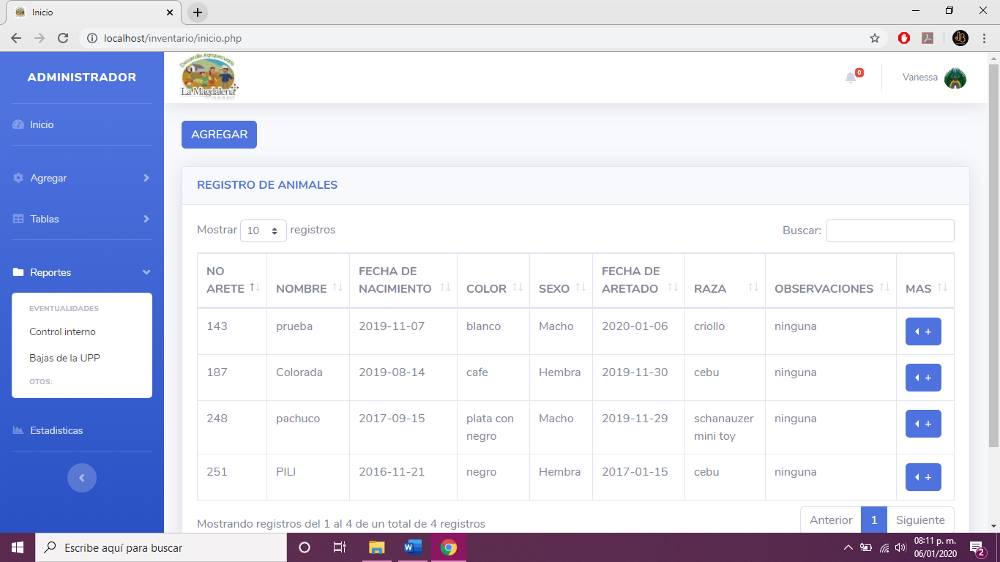 Inicio
localhost/inventario/inicio.php
ADMINISTRADOR
Inicio
Agregar
Tablas
Reportes
EVENTUALIDADES
Control interno
Bajas de la UPP
OTOS:
Estadisticas
Desarrollo Agropecuario
La Magdalena
0
Vanessa
AGREGAR
REGISTRO DE ANIMALES
Mostrar 10 registros
Buscar:
NO ARETE NOMBRE FECHA DE NACIMIENTO COLOR SEXO FECHA DE ARETADO RAZA OBSERVACIONES MAS
143 prueba 2019-11-07 blanco Macho 2020-01-06 criollo ninguna +
187 Colorada 2019-08-14 cafe Hembra 2019-11-30 cebu ninguna +
248 pachuco 2017-09-15 plata con negro Macho 2019-11-29 schanauzer mini toy ninguna +
251 PILI 2016-11-21 negro Hembra 2017-01-15 cebu ninguna +
Mostrando registros del 1 al 4 de un total de 4 registros
Anterior 1 Siguiente
Escribe aquí para buscar
08:11 p. m.
06/01/2020
2